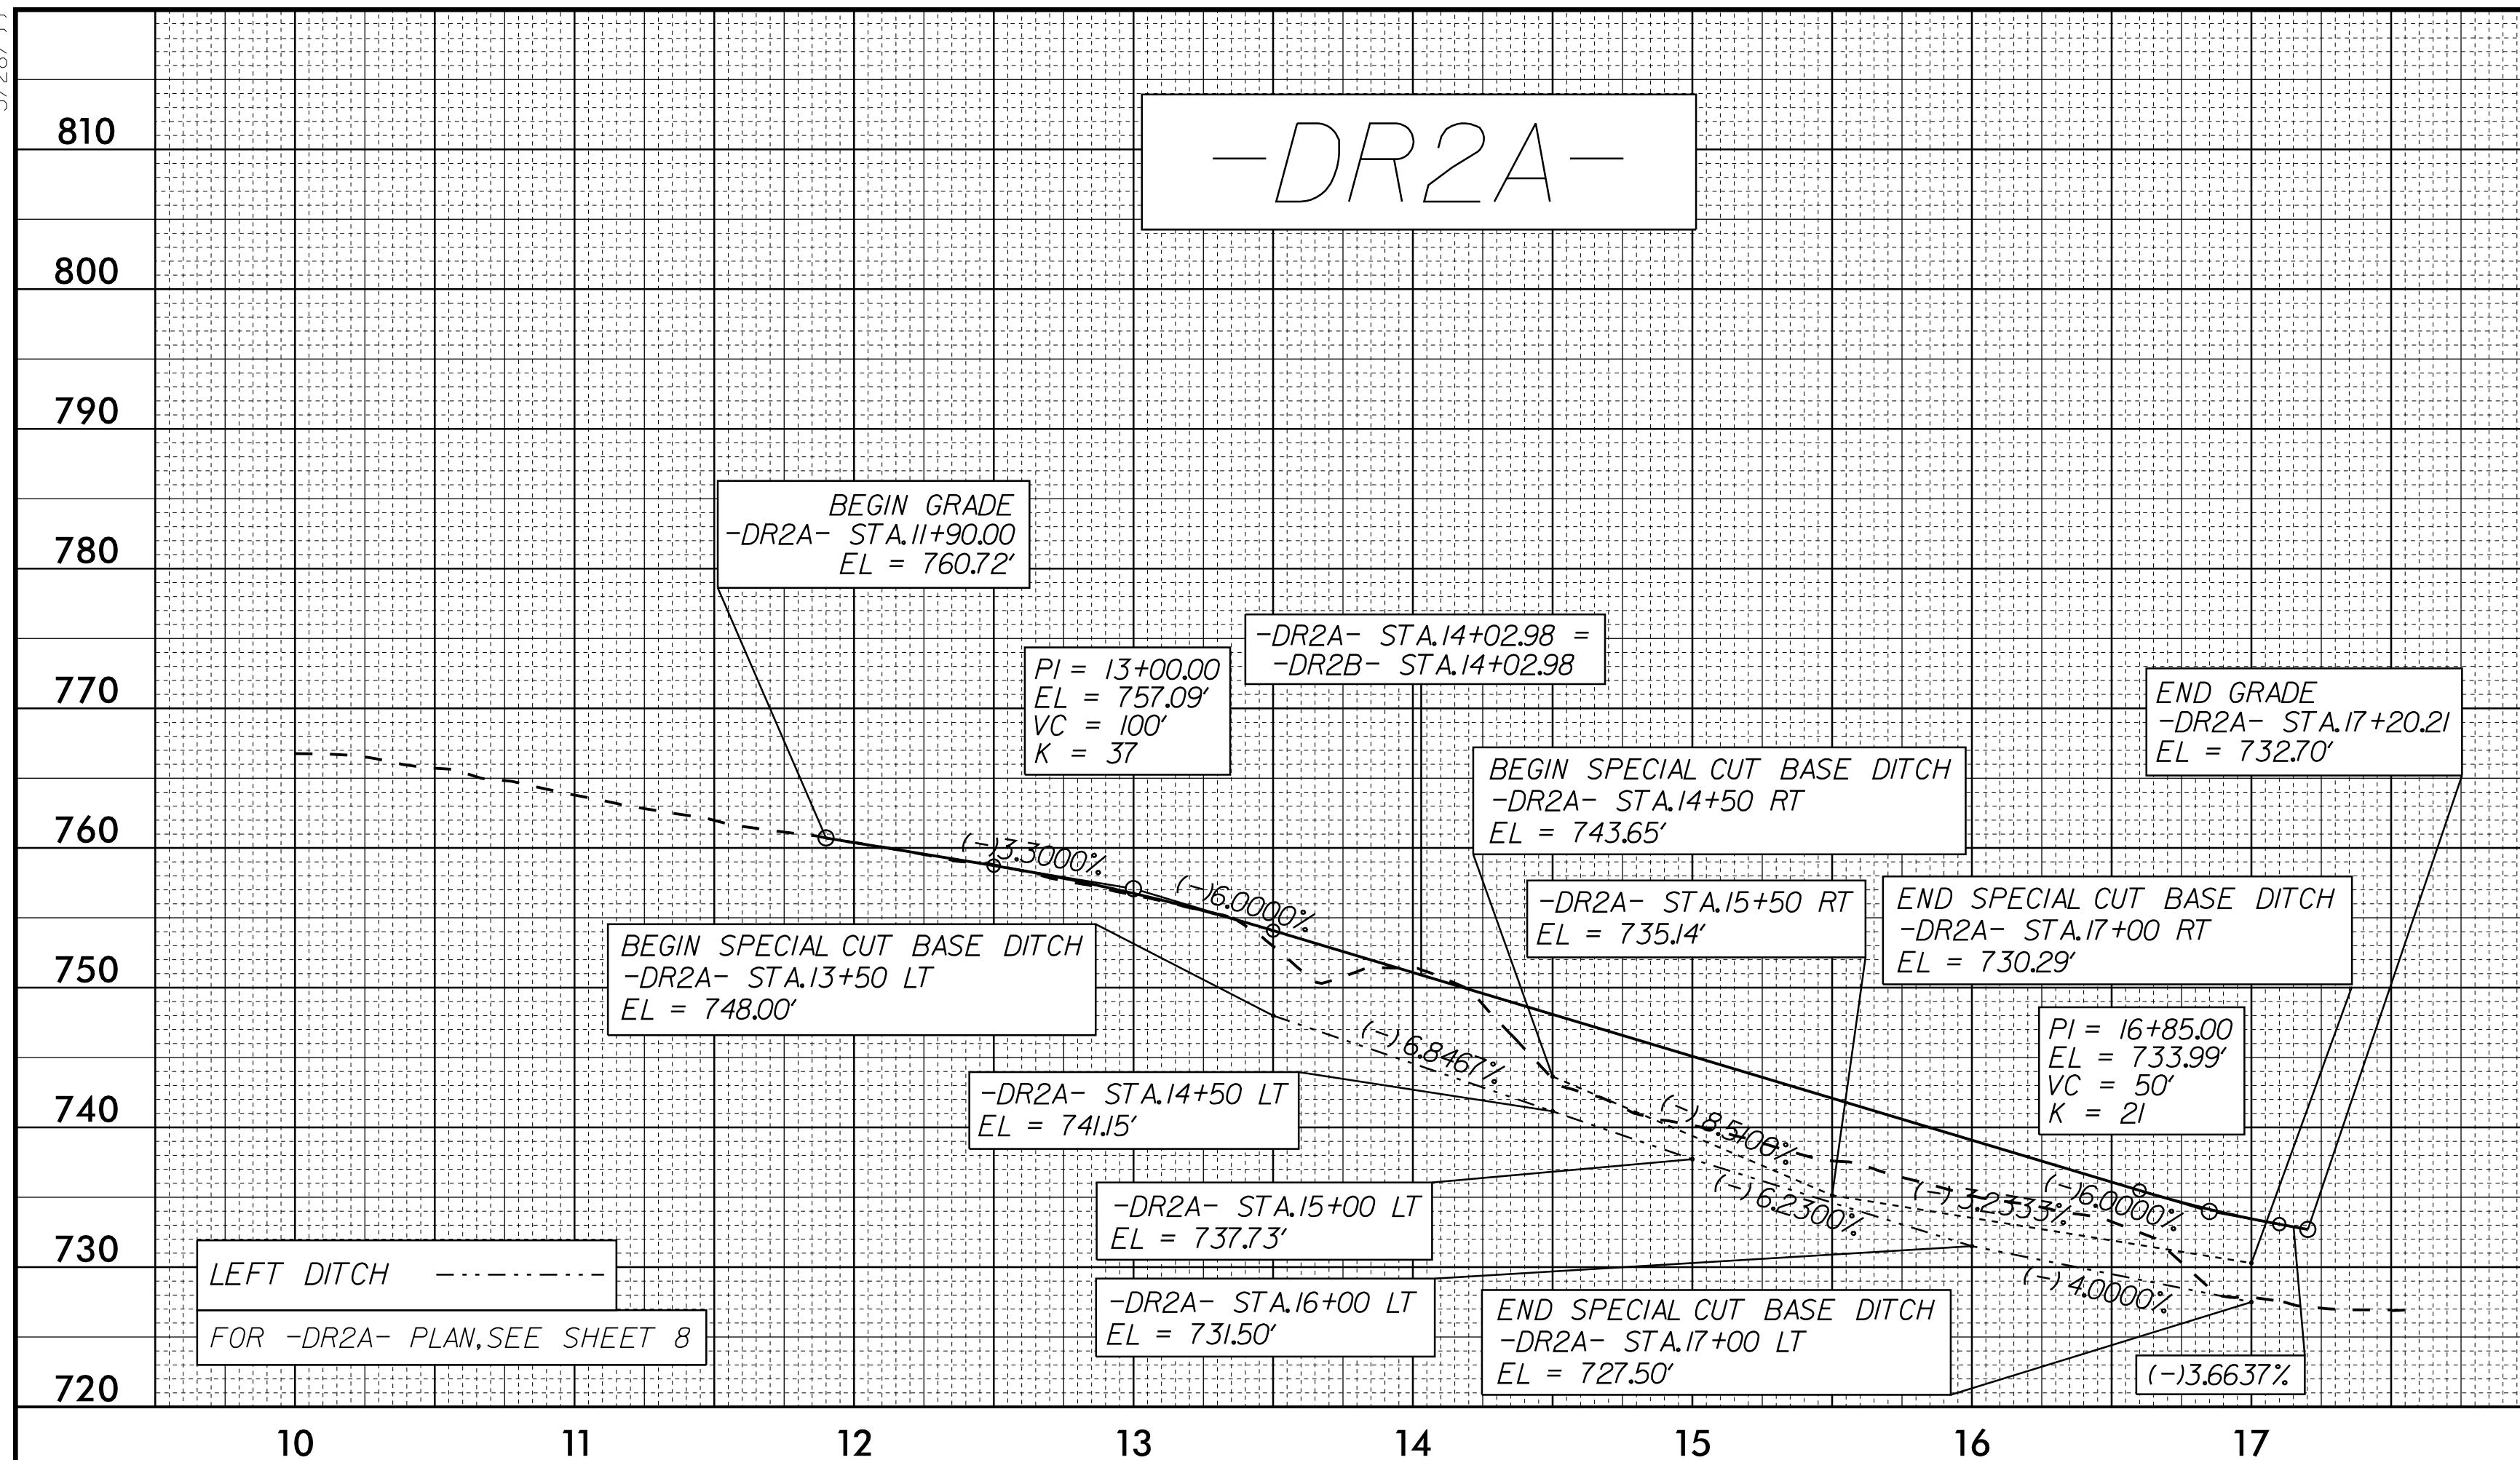 -DR2A-
810
800
790
780
770
760
750
740
730
720
BEGIN GRADE
-DR2A- STA.11+90.00
EL = 760.72'
PI = 13+00.00
EL = 757.09'
VC = 100'
K = 37
-DR2A- STA.14+02.98 =
-DR2B- STA.14+02.98
END GRADE
-DR2A- STA.17+20.21
EL = 732.70'
BEGIN SPECIAL CUT BASE DITCH
-DR2A- STA.14+50 RT
EL = 743.65'
-DR2A- STA.15+50 RT
EL = 735.14'
END SPECIAL CUT BASE DITCH
-DR2A- STA.17+00 RT
EL = 730.29'
PI = 16+85.00
EL = 733.99'
VC = 50'
K = 21
(-)3.3000%
(-)6.0000%
BEGIN SPECIAL CUT BASE DITCH
-DR2A- STA.13+50 LT
EL = 748.00'
(-)6.8467%
-DR2A- STA.14+50 LT
EL = 741.15'
(-)8.5100%
-DR2A- STA.15+00 LT
EL = 737.73'
(-)6.2300%
(-)3.2333%
(-)6.0000%
-DR2A- STA.16+00 LT
EL = 731.50'
(-)4.0000%
END SPECIAL CUT BASE DITCH
-DR2A- STA.17+00 LT
EL = 727.50'
(-)3.6637%
LEFT DITCH
FOR -DR2A- PLAN, SEE SHEET 8
10 11 12 13 14 15 16 17